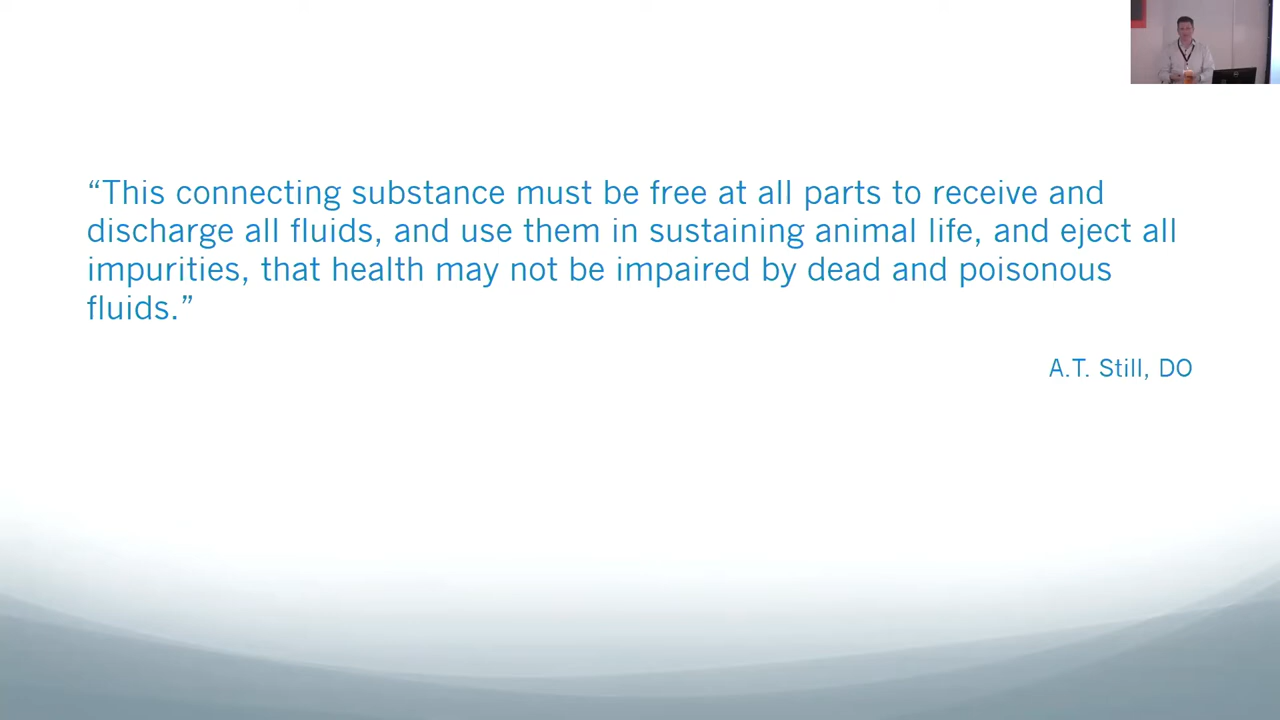 “This connecting substance must be free at all parts to receive and
discharge all fluids, and use them in sustaining animal life, and eject all
impurities, that health may not be impaired by dead and poisonous
fluids.”
A.T. Still, DO